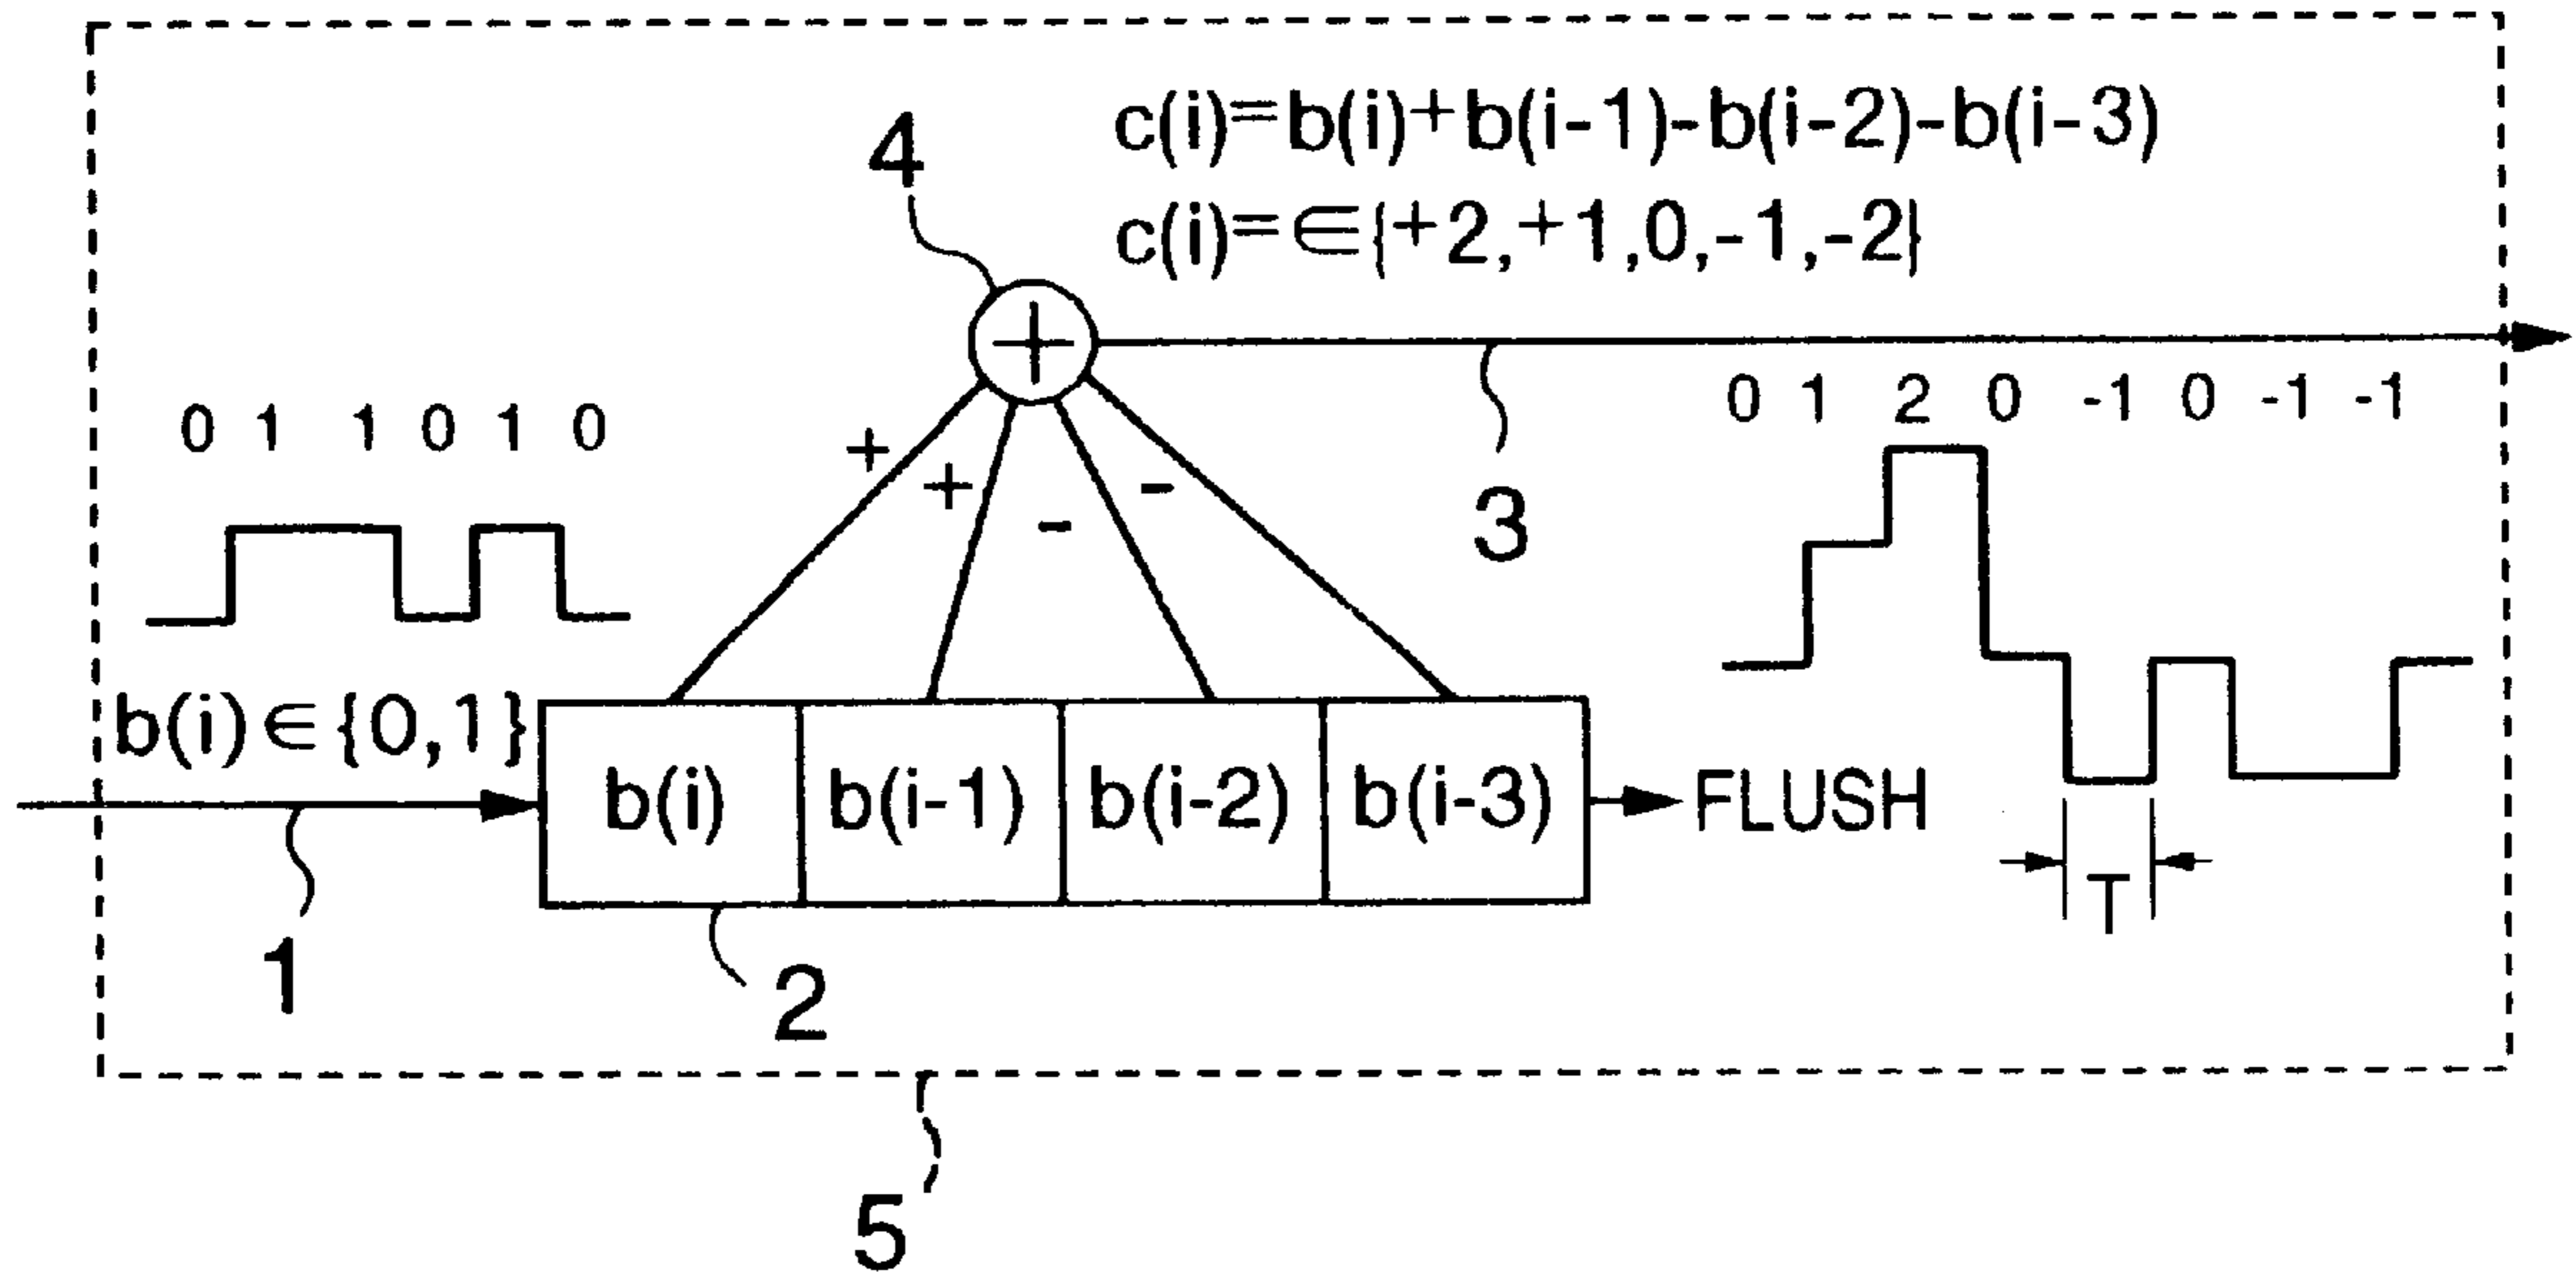 c(i)=b(i)+b(i-1)-b(i-2)-b(i-3)
4
c(i)=∈{+2,+1,0,-1,-2}
+
0 1 1 0 1 0
+
+
-
-
3
0 1 2 0 -1 0 -1 -1
b(i)∈{0,1}
b(i)
b(i-1)
b(i-2)
b(i-3)
FLUSH
T
1
2
5